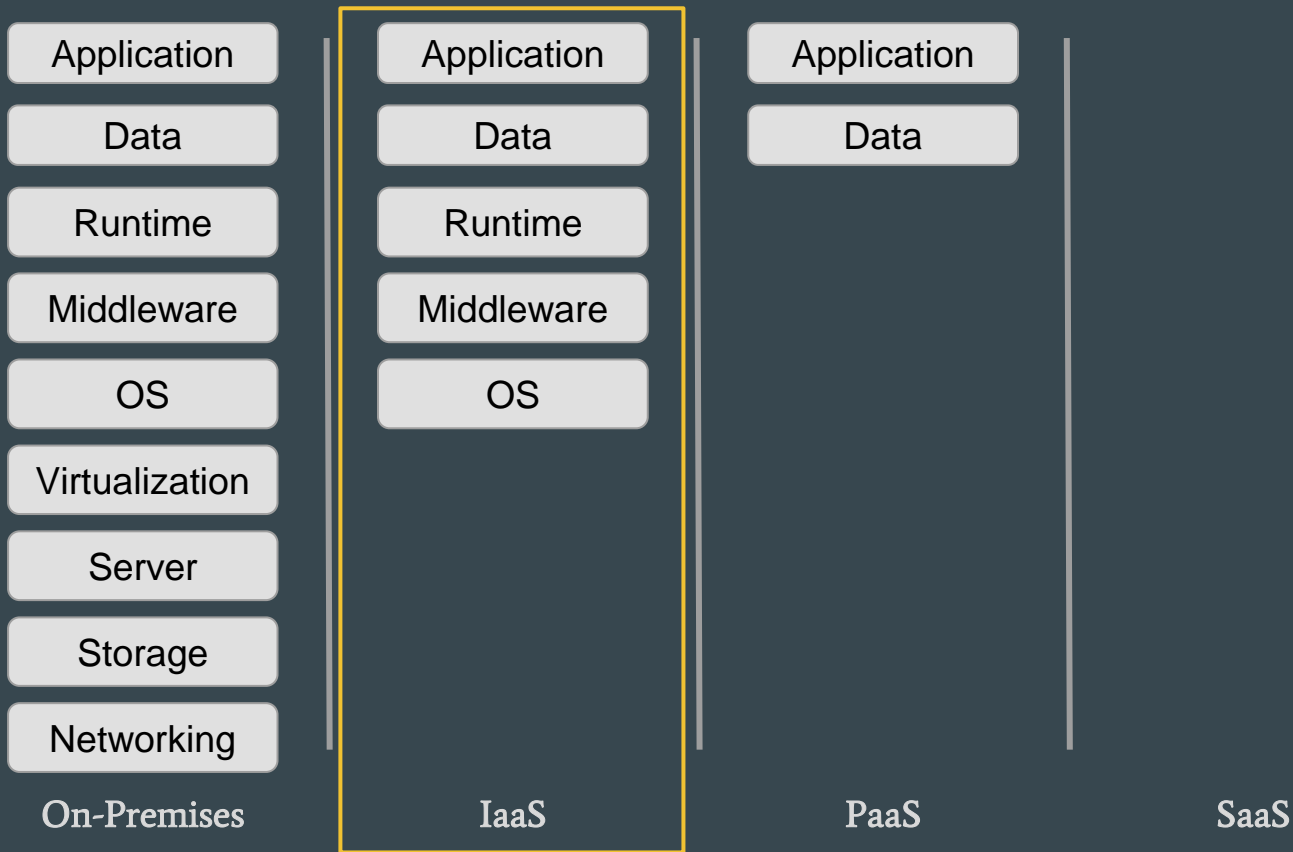 Application
Data
Runtime
Middleware
OS
Virtualization
Server
Storage
Networking
On-Premises
Application
Data
Runtime
Middleware
OS
IaaS
Application
Data
PaaS
SaaS